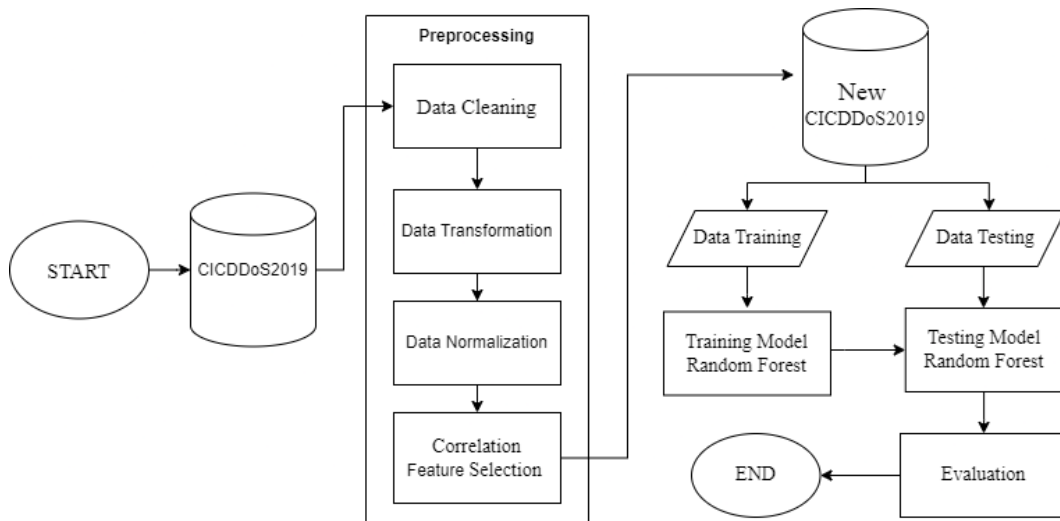 START
CICDDoS2019
Preprocessing
Data Cleaning
Data Transformation
Data Normalization
Correlation
Feature Selection
New
CICDDoS2019
Data Training
Data Testing
Training Model
Random Forest
Testing Model
Random Forest
Evaluation
END